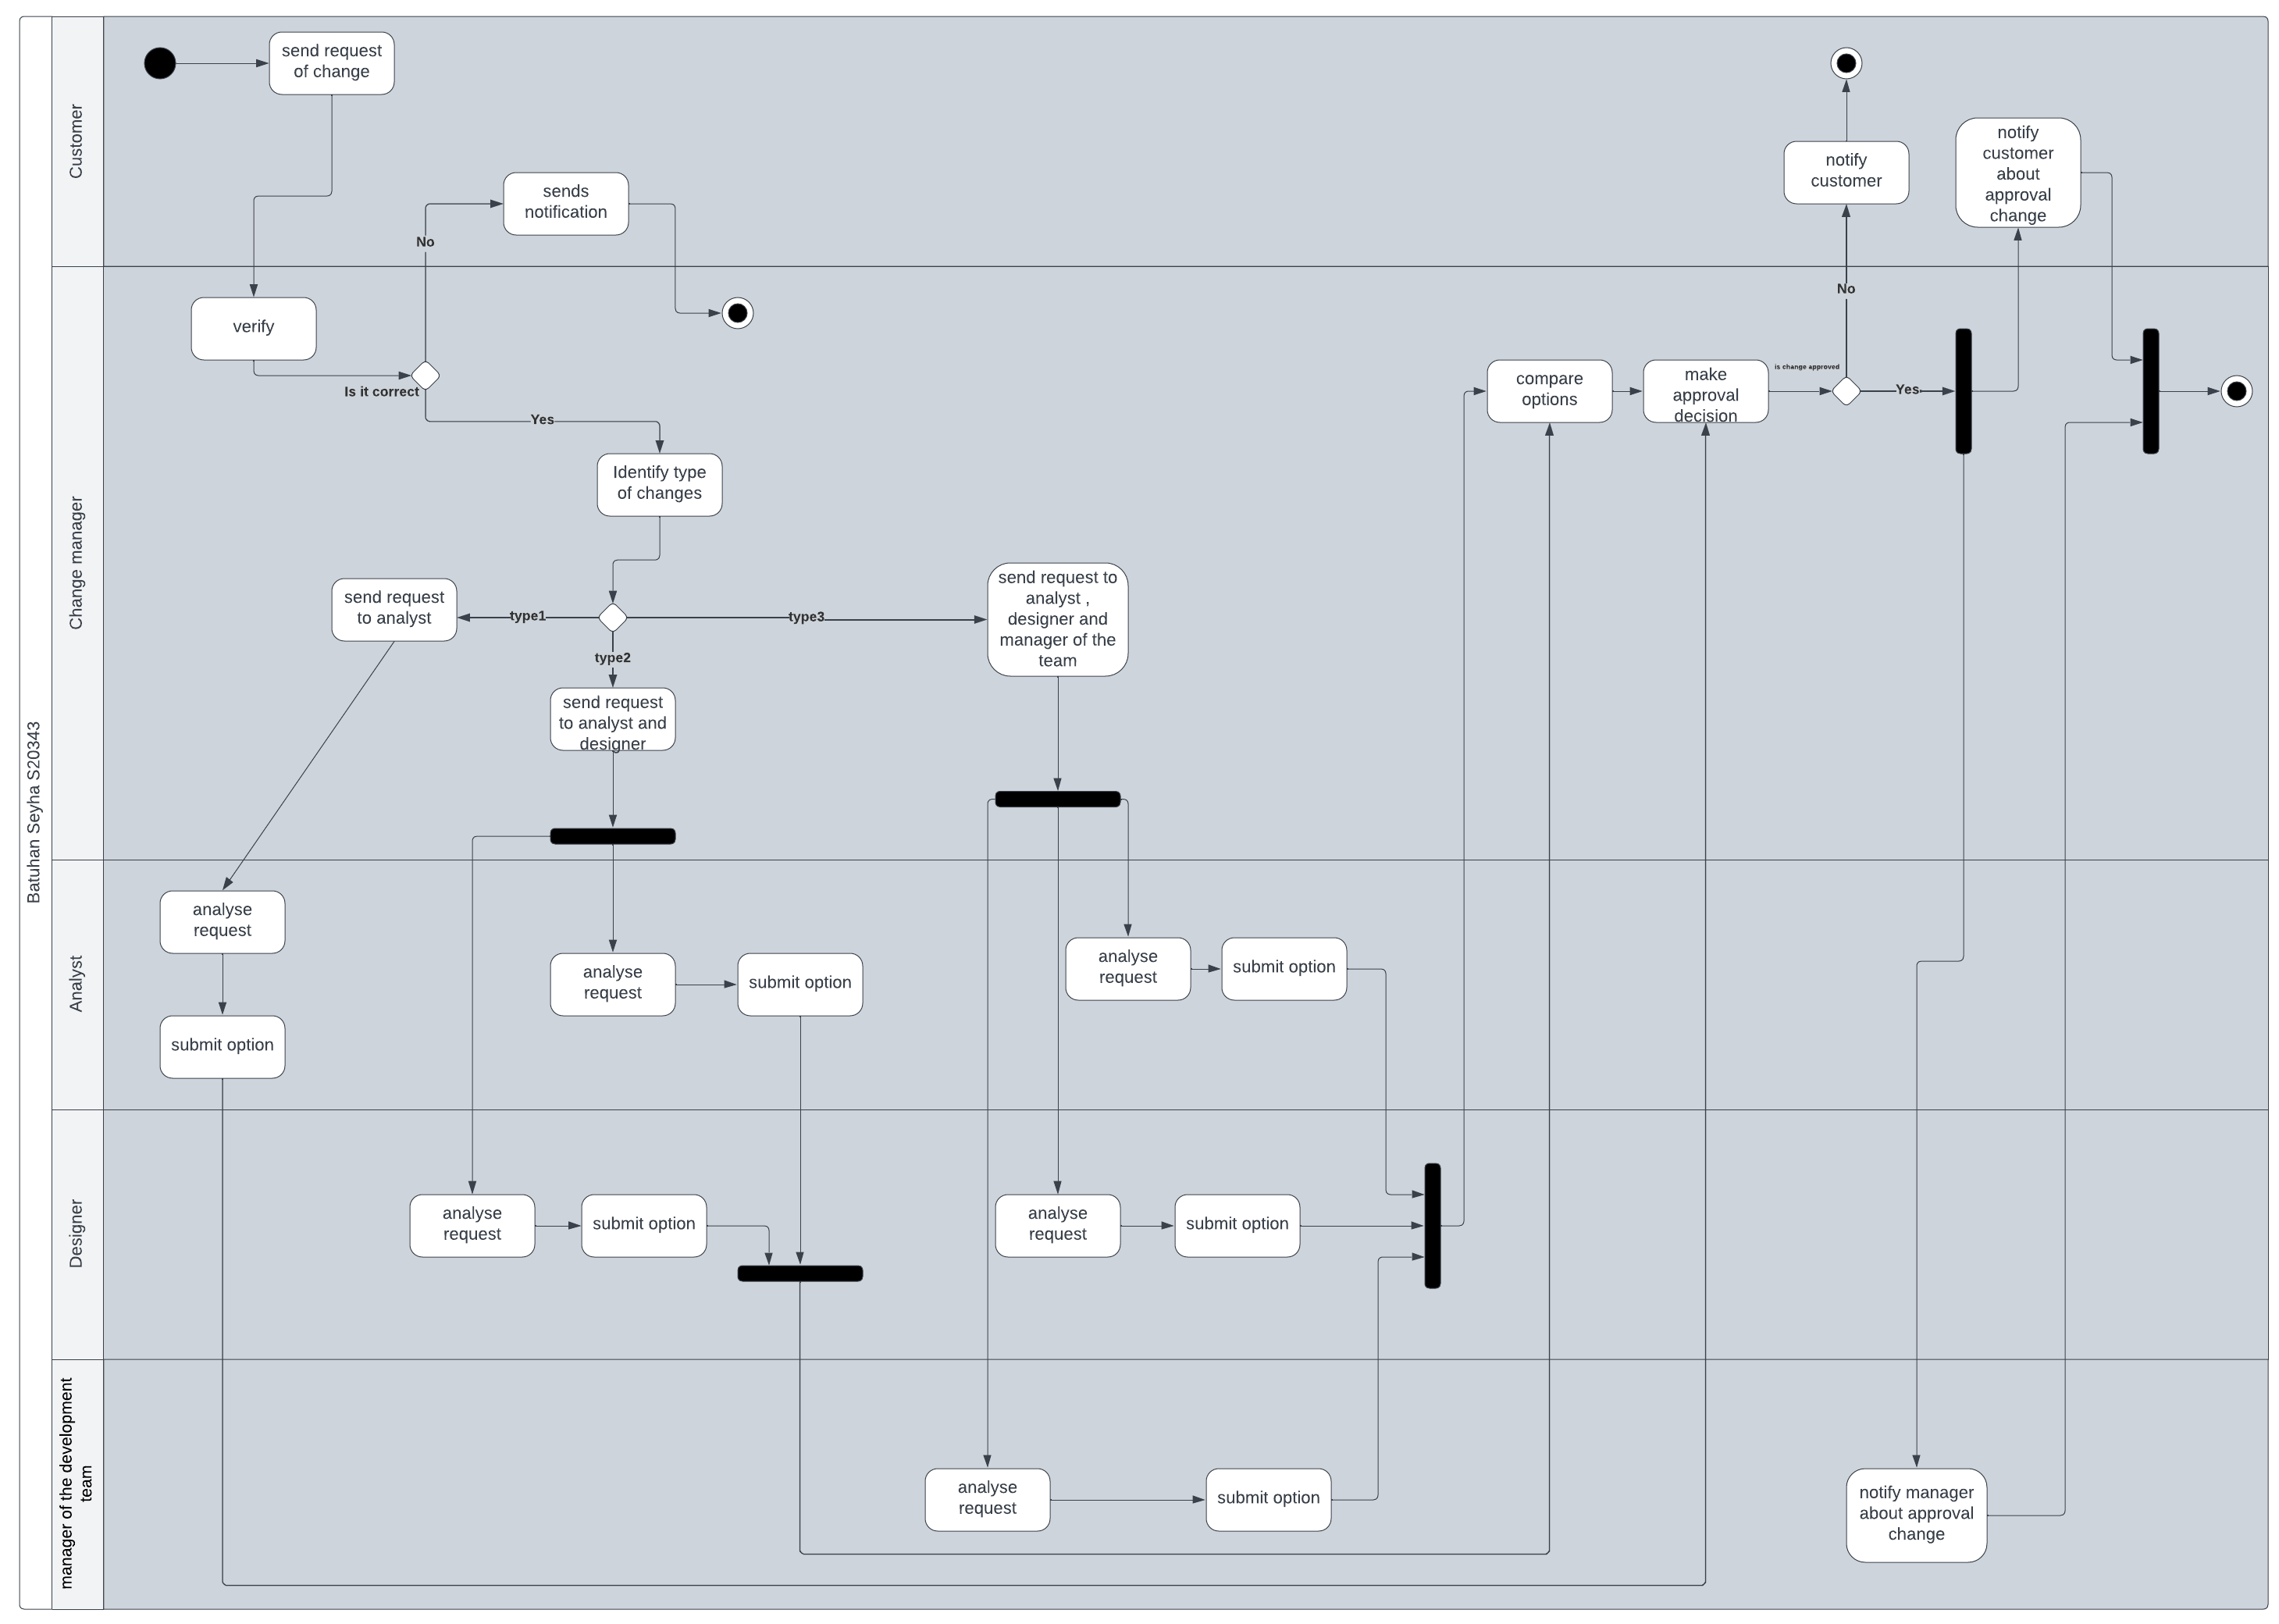 Batuhan Seyha S20343
Customer
send request
of change
sends
notification
No
notify
customer
notify
customer
about
approval
change
Change manager
verify
Is it correct
Yes
Identify type
of changes
send request
to analyst
type1
type2
type3
send request
to analyst and
designer
send request to
analyst ,
designer and
manager of the
team
compare
options
make
approval
decision
is change approved
No
Yes
Analyst
analyse
request
submit option
analyse
request
submit option
analyse
request
submit option
Designer
analyse
request
submit option
analyse
request
submit option
manager of the development
team
analyse
request
submit option
notify manager
about approval
change